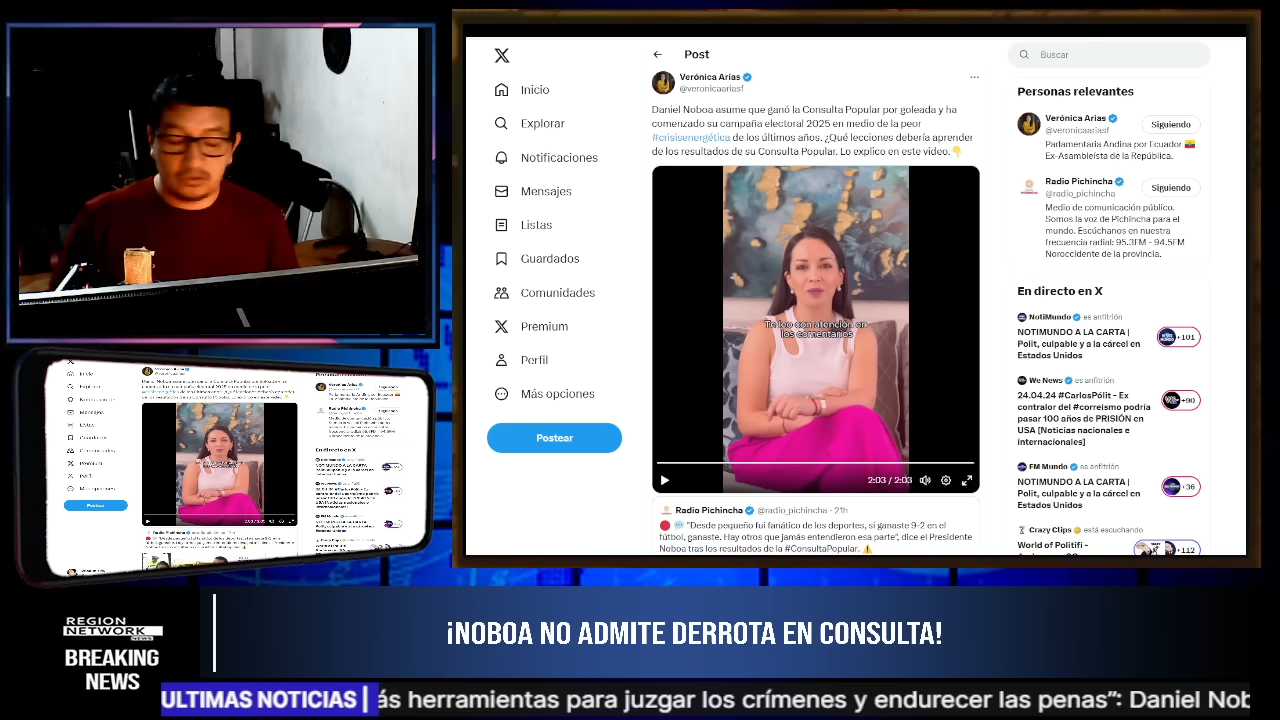 Post
Buscar
Inicio
Explorar
Notificaciones
Mensajes
Listas
Guardados
Comunidades
Premium
Perfil
Más opciones
Postear
Verónica Arias
@veronicaariasf
Daniel Noboa asume que ganó la Consulta Popular por goleada y ha
comenzado su campaña electoral 2025 en medio de la peor
#crisisenergética de los últimos años. ¿Qué lecciones debería aprender
de los resultados de su Consulta Popular. Lo explico en este video. 👇
Te leo con atención en
los comentarios
2:03 / 2:03
Radio Pichincha @radio_pichincha · 21h
🔴 💬 "Desde pequeño fui fanático de los deportes, si gabas 3-2 en el
fútbol, ganaste. Hay otros que jamás entendieron esa parte", dice el Presidente
Noboa tras los resultados de la #ConsultaPopular. ⚠️
Personas relevantes
Verónica Arias
@veronicaariasf
Siguiendo
Parlamentaria Andina por Ecuador 🇪🇨
Ex-Asambleísta de la República.
Radio Pichincha
@radio_pichincha
Siguiendo
Medio de comunicación público.
Somos la voz de Pichincha para el
mundo. Escúchanos en nuestra
frecuencia radial: 95.3FM - 94.5FM
Noroccidente de la provincia.
En directo en X
NotiMundo es anfitrión
NOTIMUNDO A LA CARTA |
Polit, culpable y a la cárcel en
Estados Unidos
+101
We News es anfitrión
24.04.24 #CarlosPólit - Ex
contralor del #correísmo podría
pasar 100 años de PRISIÓN en
USA [Noticias nacionales e
internacionales]
+90
FM Mundo es anfitrión
NOTIMUNDO A LA CARTA |
Polit, culpable y a la cárcel en
Estados Unidos
+36
Crazy Clips 😀 está escuchando
World of Politifi -
+112
REGION
NETWORK
NEWS
BREAKING
NEWS
¡NOBOA NO ADMITE DERROTA EN CONSULTA!
ULTIMAS NOTICIAS | ás herramientas para juzgar los crímenes y endurecer las penas”: Daniel Nob